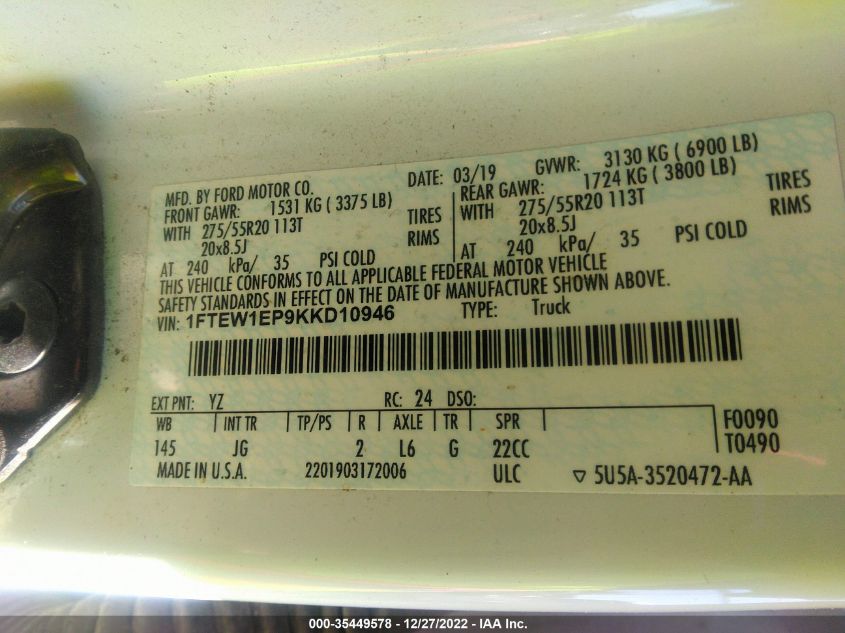 MFD. BY FORD MOTOR CO. DATE: 03/19 GVWR: 3130 KG ( 6900 LB)
FRONT GAWR: 1531 KG ( 3375 LB) REAR GAWR: 1724 KG ( 3800 LB)
WITH 275/55R20 113T TIRES WITH 275/55R20 113T TIRES
20x8.5J RIMS 20x8.5J RIMS
AT 240 kPa/ 35 PSI COLD AT 240 kPa/ 35 PSI COLD
THIS VEHICLE CONFORMS TO ALL APPLICABLE FEDERAL MOTOR VEHICLE
SAFETY STANDARDS IN EFFECT ON THE DATE OF MANUFACTURE SHOWN ABOVE.
VIN: 1FTEW1EP9KKD10946 TYPE: Truck
EXT PNT: YZ RC: 24 DSO:
WB INT TR TP/PS R AXLE TR SPR F0090
145 JG 2 L6 G 22CC T0490
MADE IN U.S.A. 2201903172006 ULC ▽ 5U5A-3520472-AA
000-35449578 - 12/27/2022 - IAA Inc.